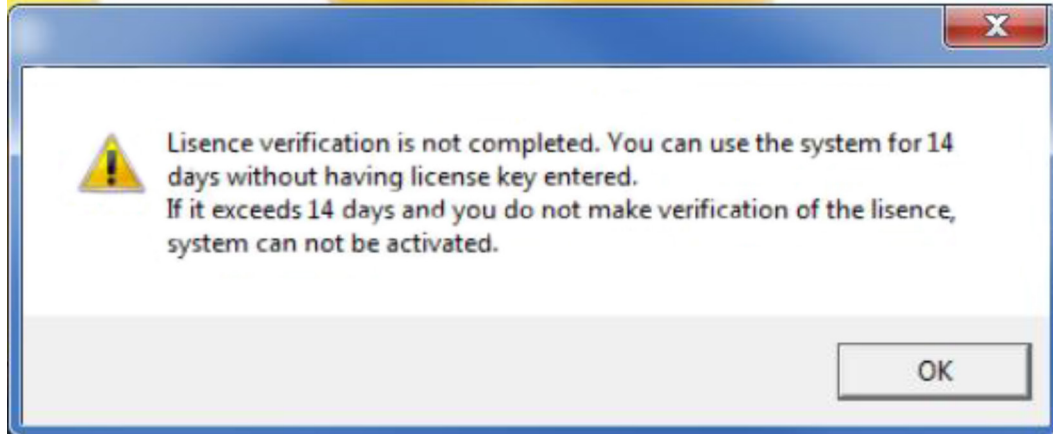 Lisence verification is not completed. You can use the system for 14
days without having license key entered.
If it exceeds 14 days and you do not make verification of the lisence,
system can not be activated.
OK